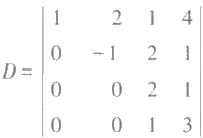 D = | 1 2 1 4 |
| 0 -1 2 1 |
| 0 0 2 1 |
| 0 0 1 3 |